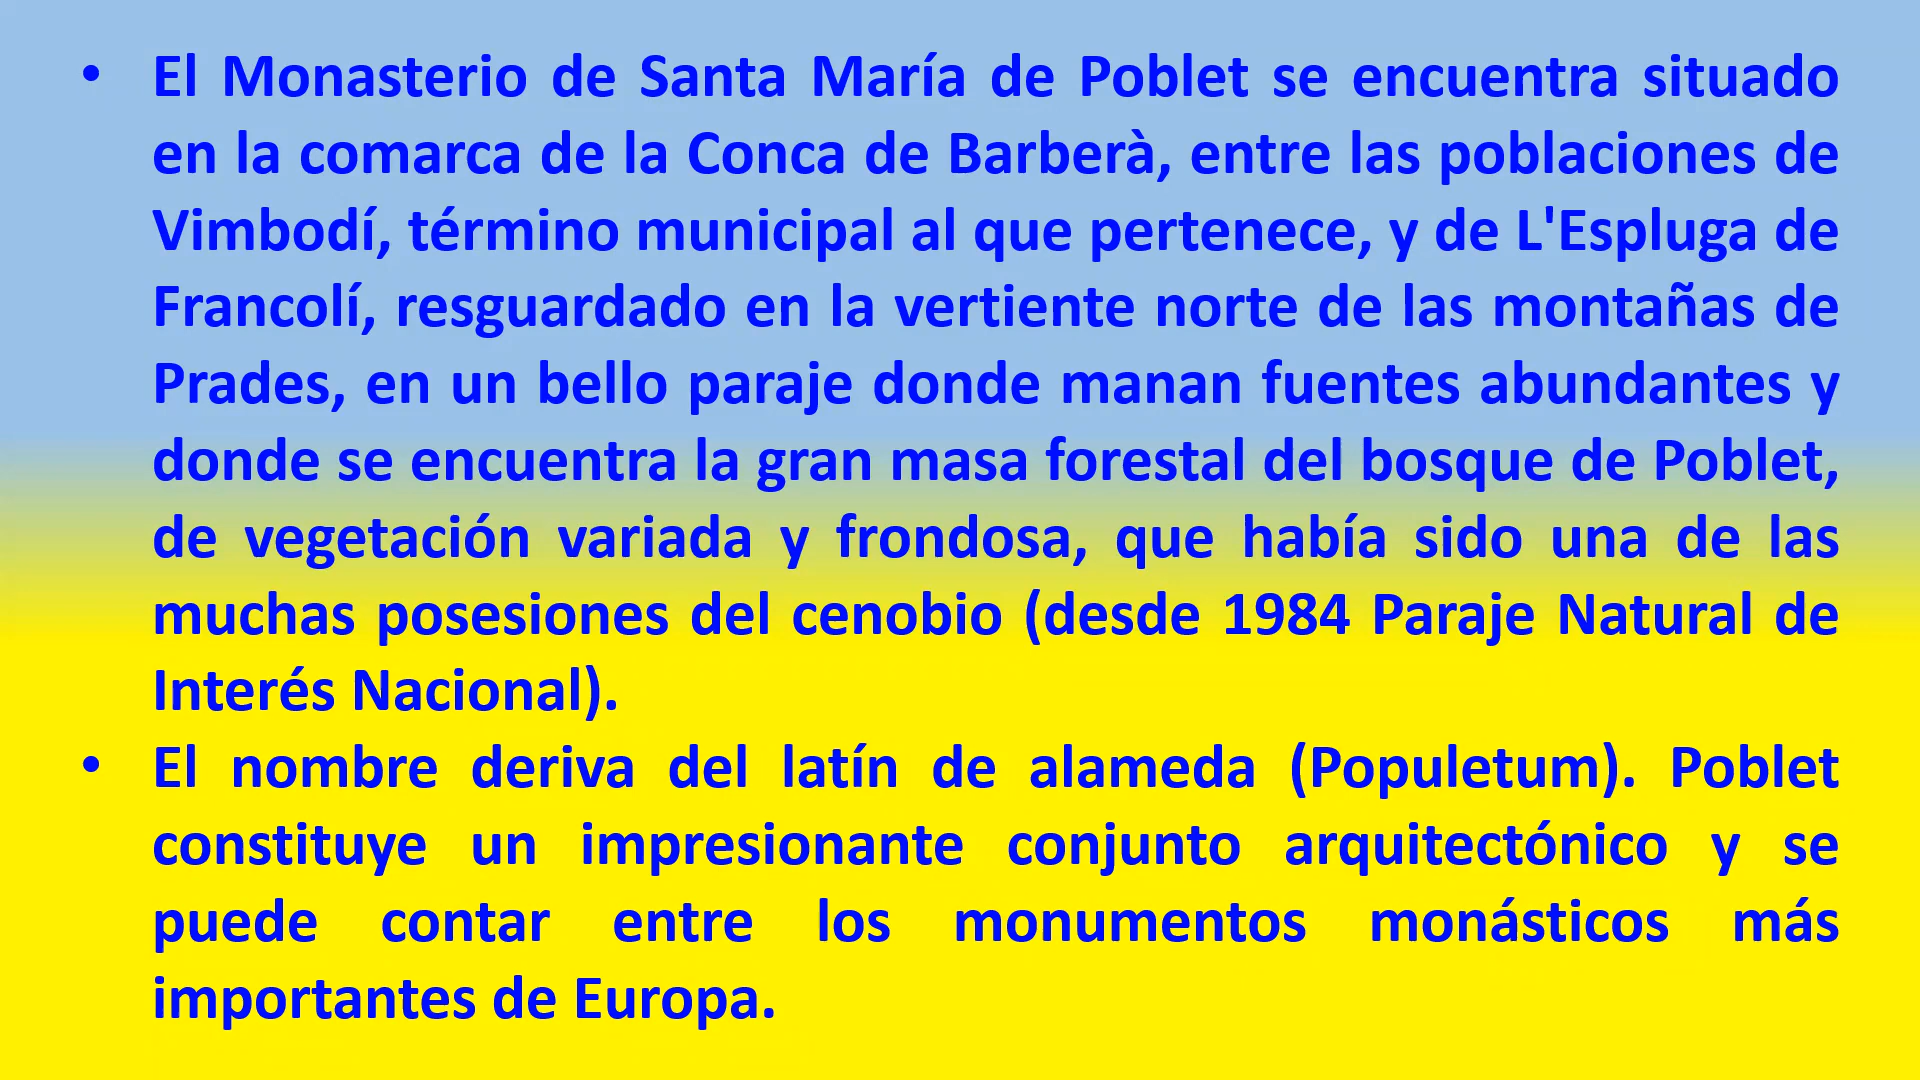 • El Monasterio de Santa María de Poblet se encuentra situado
en la comarca de la Conca de Barberà, entre las poblaciones de
Vimbodí, término municipal al que pertenece, y de L'Espluga de
Francolí, resguardado en la vertiente norte de las montañas de
Prades, en un bello paraje donde manan fuentes abundantes y
donde se encuentra la gran masa forestal del bosque de Poblet,
de vegetación variada y frondosa, que había sido una de las
muchas posesiones del cenobio (desde 1984 Paraje Natural de
Interés Nacional).
• El nombre deriva del latín de alameda (Populetum). Poblet
constituye un impresionante conjunto arquitectónico y se
puede contar entre los monumentos monásticos más
importantes de Europa.